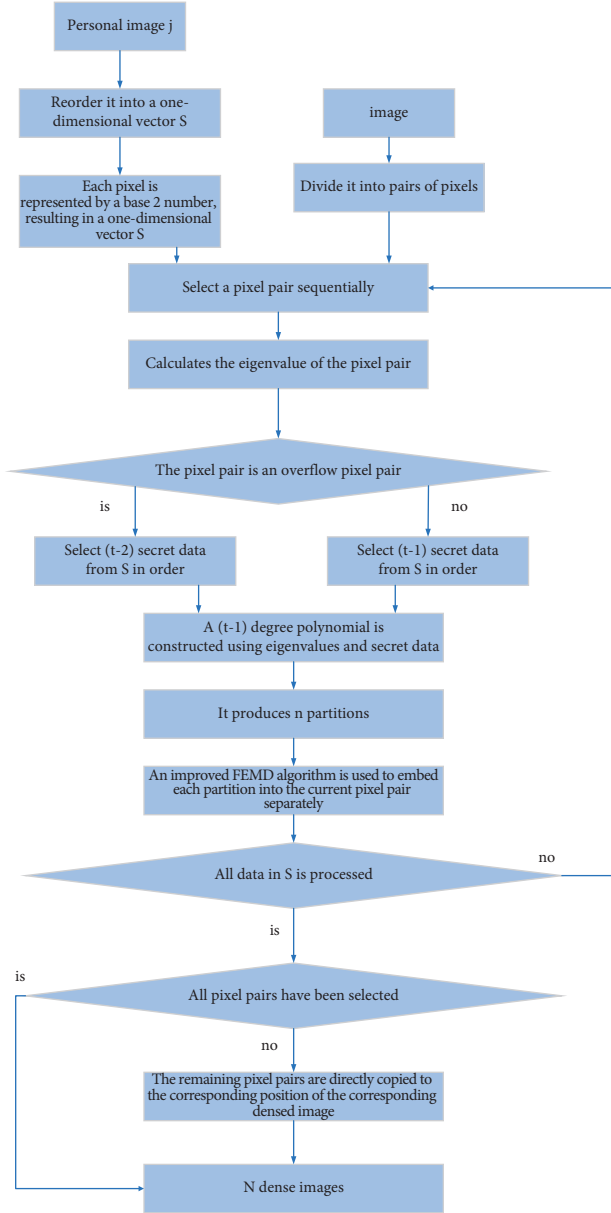 Personal image j
Reorder it into a one-
dimensional vector S
image
Each pixel is
represented by a base 2 number,
resulting in a one-dimensional
vector S
Divide it into pairs of pixels
Select a pixel pair sequentially
Calculates the eigenvalue of the pixel pair
The pixel pair is an overflow pixel pair
is
no
Select (t-2) secret data
from S in order
Select (t-1) secret data
from S in order
A (t-1) degree polynomial is
constructed using eigenvalues and secret data
It produces n partitions
An improved FEMD algorithm is used to embed
each partition into the current pixel pair
separately
All data in S is processed
no
is
is
All pixel pairs have been selected
no
The remaining pixel pairs are directly copied to
the corresponding position of the corresponding
densed image
N dense images